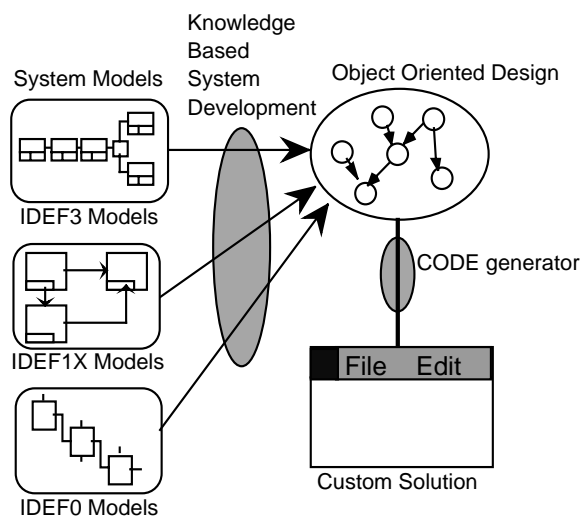 Knowledge
Based
System
Development
System Models
Object Oriented Design
IDEF3 Models
CODE generator
IDEF1X Models
File Edit
IDEF0 Models
Custom Solution